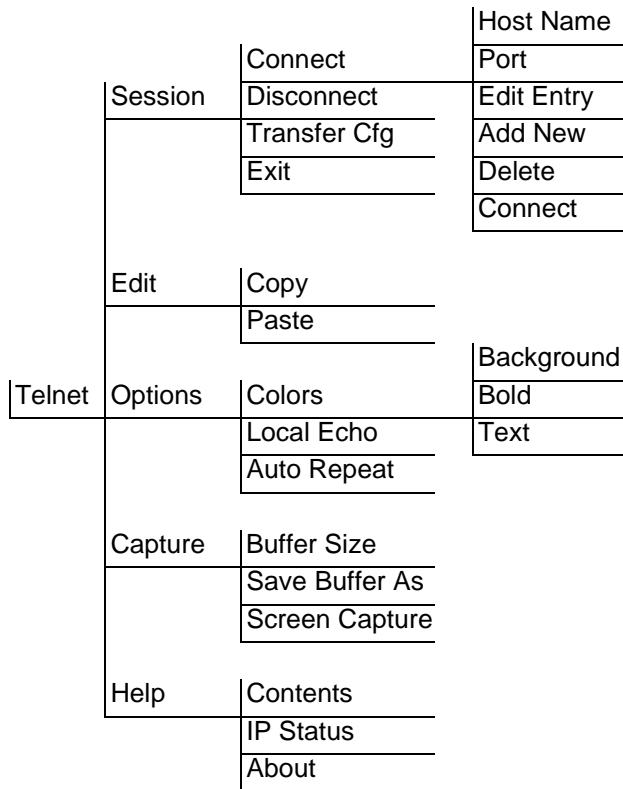 Host Name
Connect
Port
Session
Disconnect
Edit Entry
Transfer Cfg
Add New
Exit
Delete
Connect
Edit
Copy
Paste
Background
Telnet
Options
Colors
Bold
Local Echo
Text
Auto Repeat
Capture
Buffer Size
Save Buffer As
Screen Capture
Help
Contents
IP Status
About